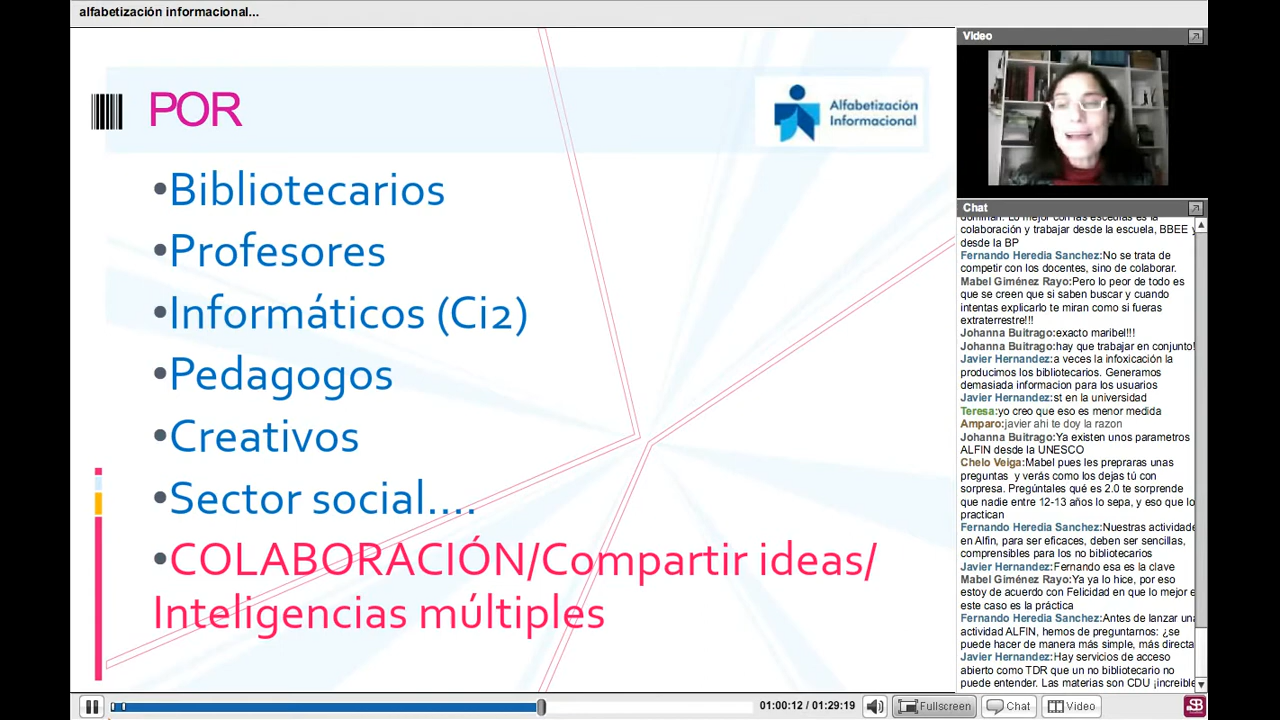 alfabetización informacional...
POR
Alfabetización
Informacional
•Bibliotecarios
•Profesores
•Informáticos (Ci2)
•Pedagogos
•Creativos
•Sector social....
•COLABORACIÓN/Compartir ideas/
Inteligencias múltiples
Video
Chat
dominan. Lo mejor con las escuelas es la
colaboración y trabajar desde la escuela, BBEE y
desde la BP
Fernando Heredia Sanchez:No se trata de
competir con los docentes, sino de colaborar.
Mabel Giménez Rayo:Pero lo peor de todo es
que se creen que si saben buscar y cuando
intentas explicarlo te miran como si fueras
extraterrestre!!!
Johanna Buitrago:exacto maribel!!!
Johanna Buitrago:hay que trabajar en conjunto!
Javier Hernandez:a veces la infoxicación la
producimos los bibliotecarios. Generamos
demasiada informacion para los usuarios
Javier Hernandez:st en la universidad
Teresa:yo creo que eso es menor medida
Amparo:javier ahi te doy la razon
Johanna Buitrago:Ya existen unos parametros
ALFIN desde la UNESCO
Chelo Veiga:Mabel pues les prepraras unas
preguntas y verás como los dejas tú con
sorpresa. Pregúntales qué es 2.0 te sorprende
que nadie entre 12-13 años lo sepa, y eso que lo
practican
Fernando Heredia Sanchez:Nuestras actividade
en Alfin, para ser eficaces, deben ser sencillas,
comprensibles para los no bibliotecarios
Javier Hernandez:Fernando esa es la clave
Mabel Giménez Rayo:Ya ya lo hice, por eso
estoy de acuerdo con Felicidad en que lo mejor e
este caso es la práctica
Fernando Heredia Sanchez:Antes de lanzar una
actividad ALFIN, hemos de preguntarnos: ¿se
puede hacer de manera más simple, más directa
Javier Hernandez:Hay servicios de acceso
abierto como TDR que un no bibliotecario no
puede entender. Las materias son CDU ¡increible
01:00:12 / 01:29:19
Fullscreen
Chat
Video
SB